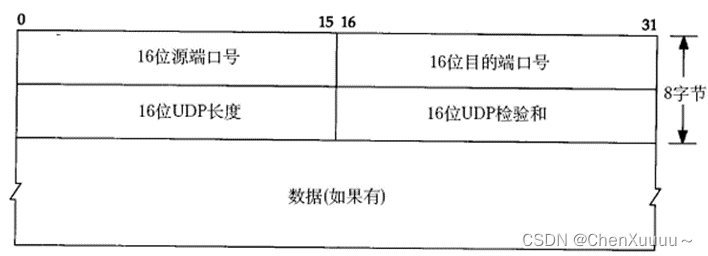 0 15 16 31
16位源端口号 16位目的端口号
8字节
16位UDP长度 16位UDP检验和
数据(如果有)
CSDN @ChenXuuuu~